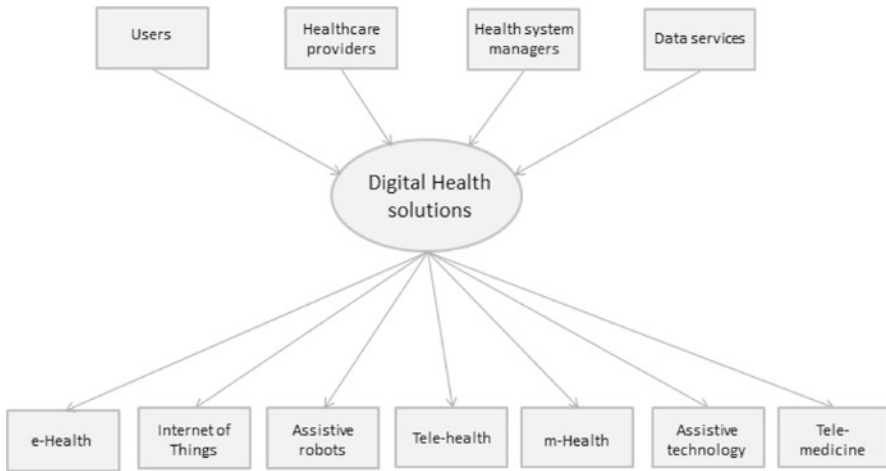 Users
Healthcare
providers
Health system
managers
Data services
Digital Health
solutions
e-Health
Internet of
Things
Assistive
robots
Tele-health
m-Health
Assistive
technology
Tele-
medicine